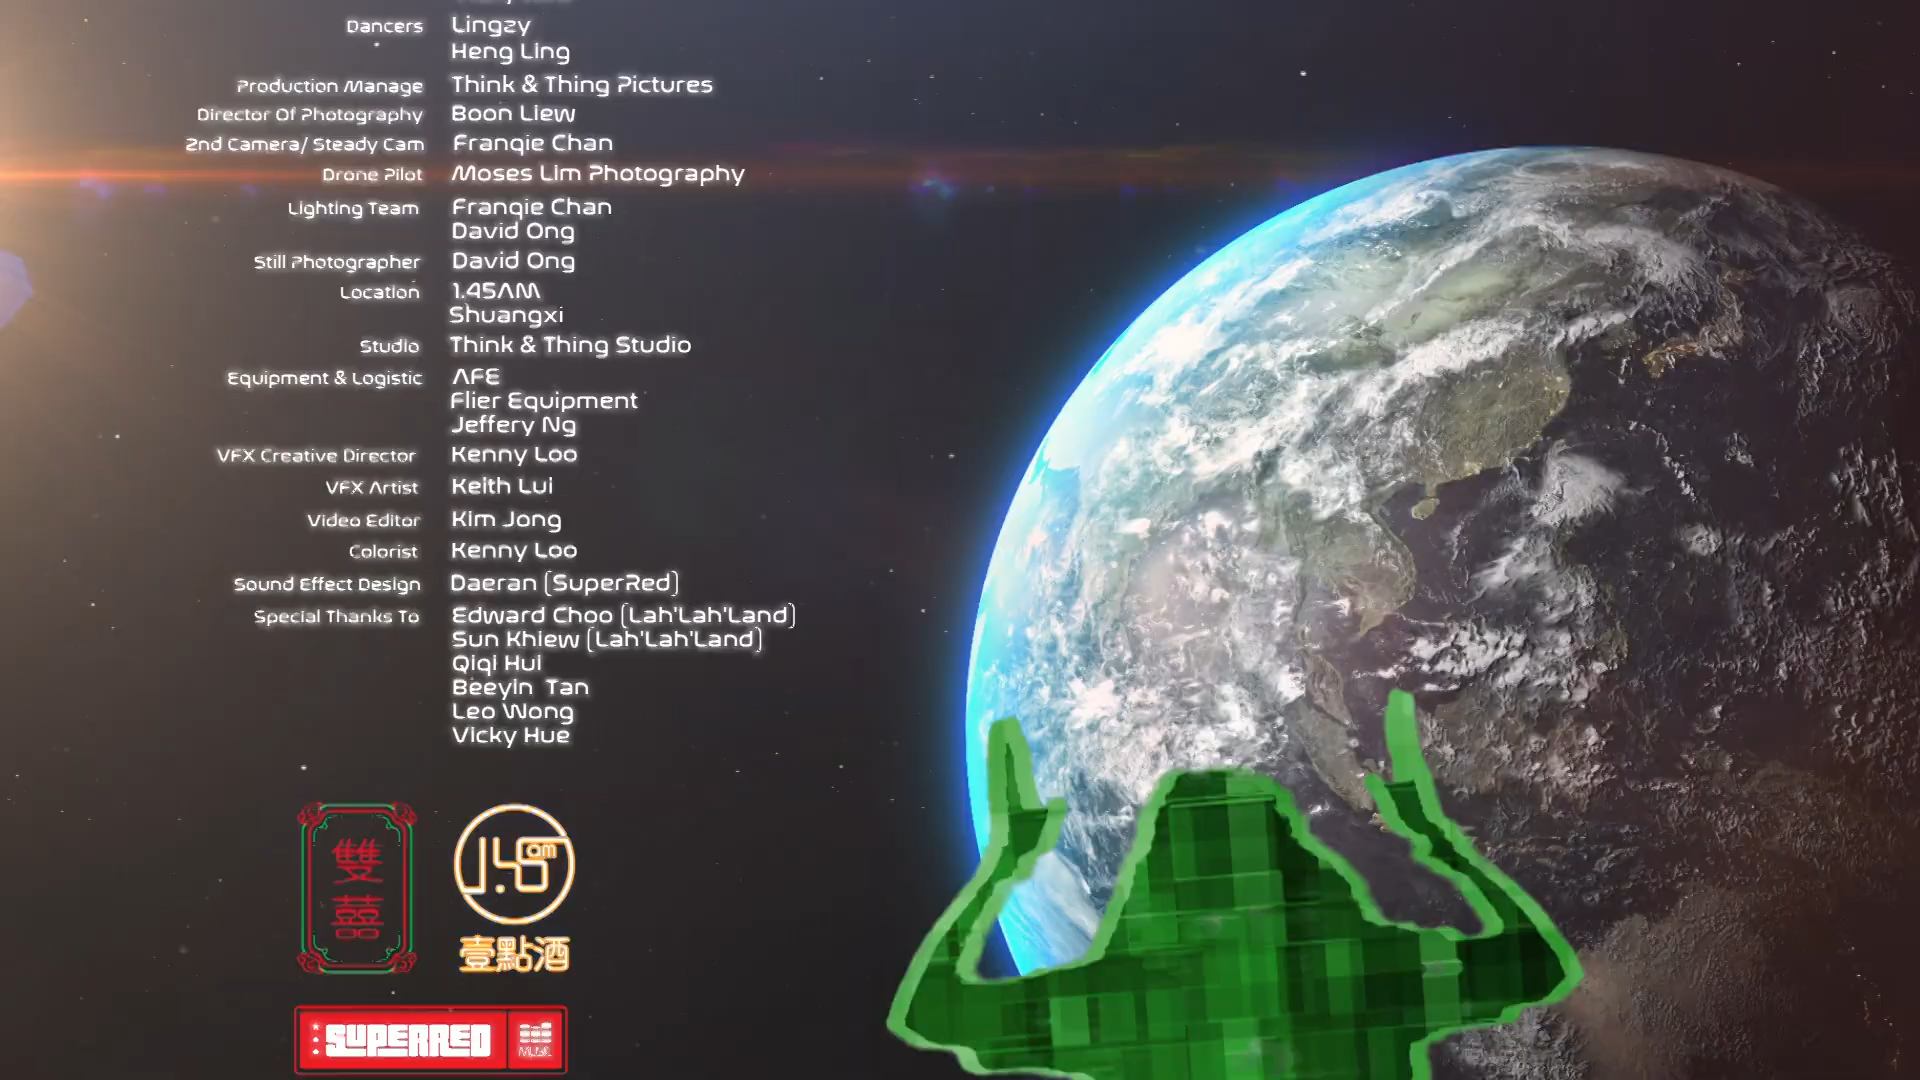 Dancers Lingzy
Heng Ling
Production Manage Think & Thing Pictures
Director Of Photography Boon Liew
2nd Camera/ Steady Cam Franqie Chan
Drone Pilot Moses Lim Photography
Lighting Team Franqie Chan
David Ong
Still Photographer David Ong
Location 1.45AM
Shuangxi
Studio Think & Thing Studio
Equipment & Logistic AFE
Flier Equipment
Jeffery Ng
VFX Creative Director Kenny Loo
VFX Artist Keith Lui
Video Editor Kim Jong
Colorist Kenny Loo
Sound Effect Design Daeran (SuperRed)
Special Thanks To Edward Choo (Lah'Lah'Land)
Sun Khiew (Lah'Lah'Land)
Qiqi Hui
Beeyin Tan
Leo Wong
Vicky Hue
雙囍
1.45am
壹點酒
SUPERRED MUSIC